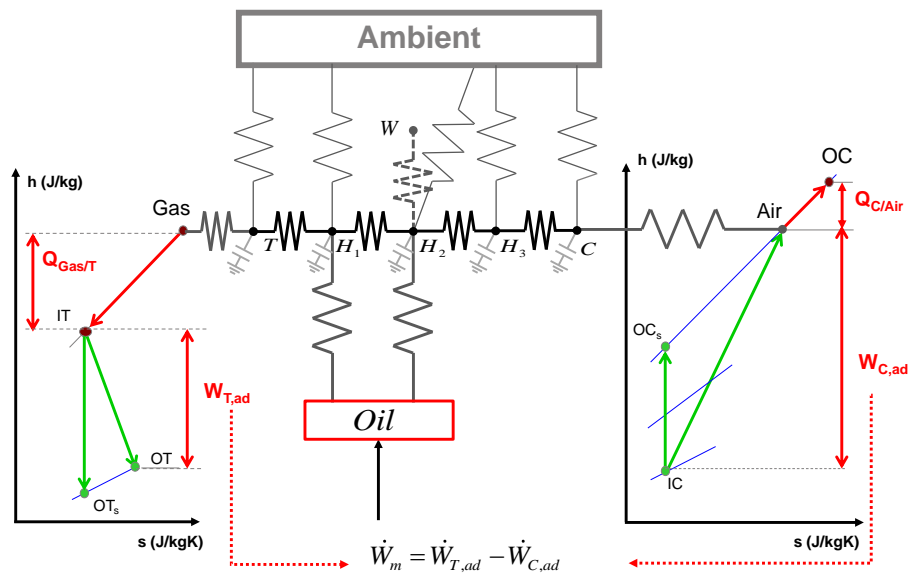 Ambient
W
OC
h (J/kg)
h (J/kg)
Q_C/Air
Gas
Air
T
H_1
H_2
H_3
C
Q_Gas/T
IT
OC_s
W_T,ad
W_C,ad
Oil
OT
OT_s
IC
s (J/kgK)
s (J/kgK)
Ẇ_m = Ẇ_T,ad − Ẇ_C,ad